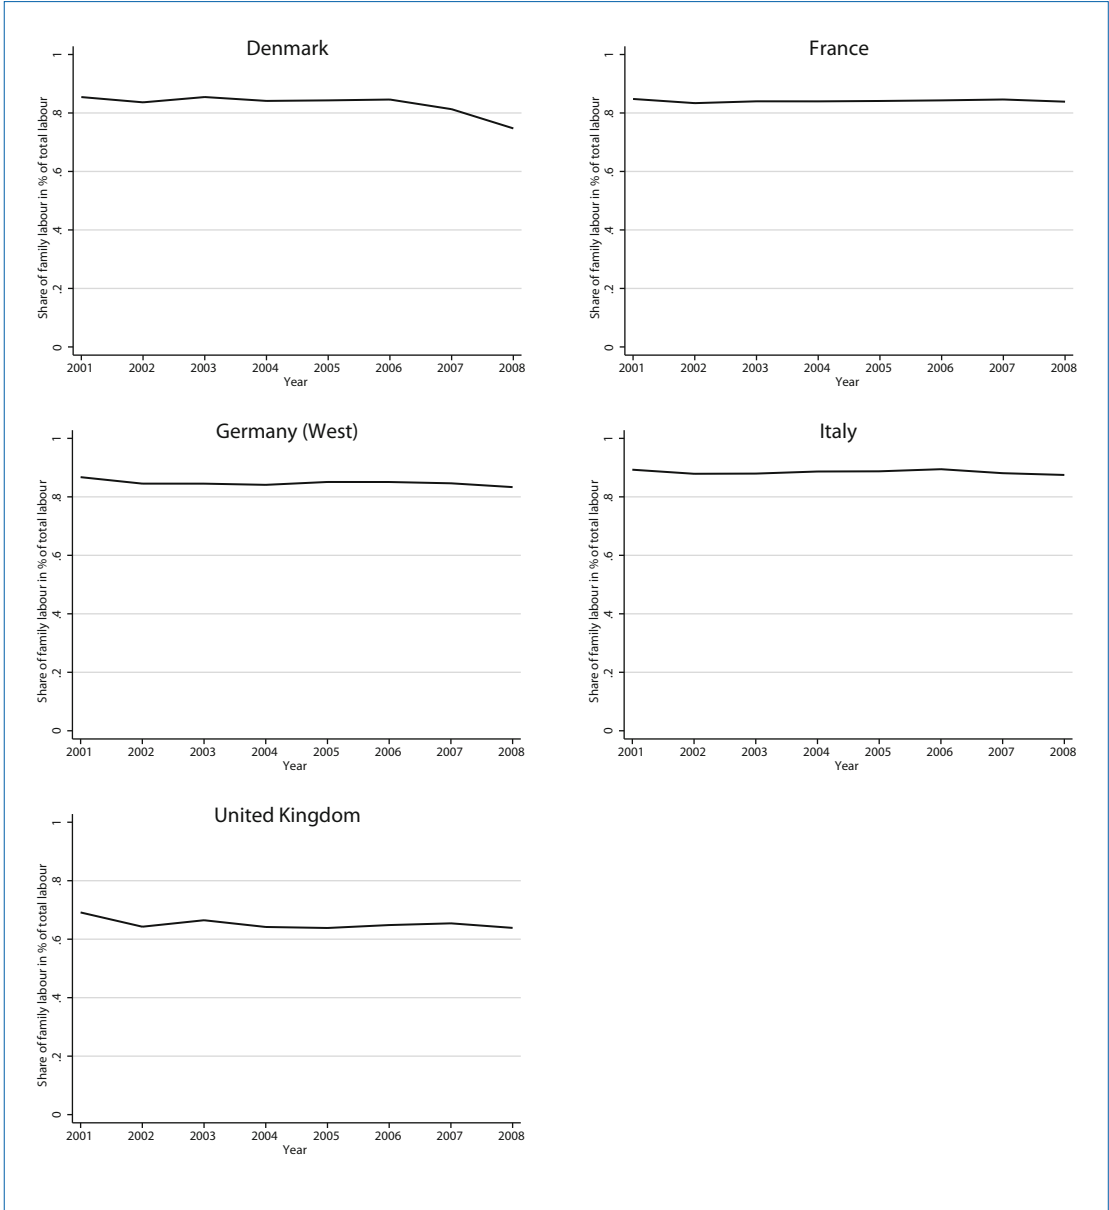 Denmark
Share of family labour in % of total labour
1
.8
.6
.4
.2
0
2001 2002 2003 2004 2005 2006 2007 2008
Year
France
Share of family labour in % of total labour
1
.8
.6
.4
.2
0
2001 2002 2003 2004 2005 2006 2007 2008
Year
Germany (West)
Share of family labour in % of total labour
1
.8
.6
.4
.2
0
2001 2002 2003 2004 2005 2006 2007 2008
Year
Italy
Share of family labour in % of total labour
1
.8
.6
.4
.2
0
2001 2002 2003 2004 2005 2006 2007 2008
Year
United Kingdom
Share of family labour in % of total labour
1
.8
.6
.4
.2
0
2001 2002 2003 2004 2005 2006 2007 2008
Year